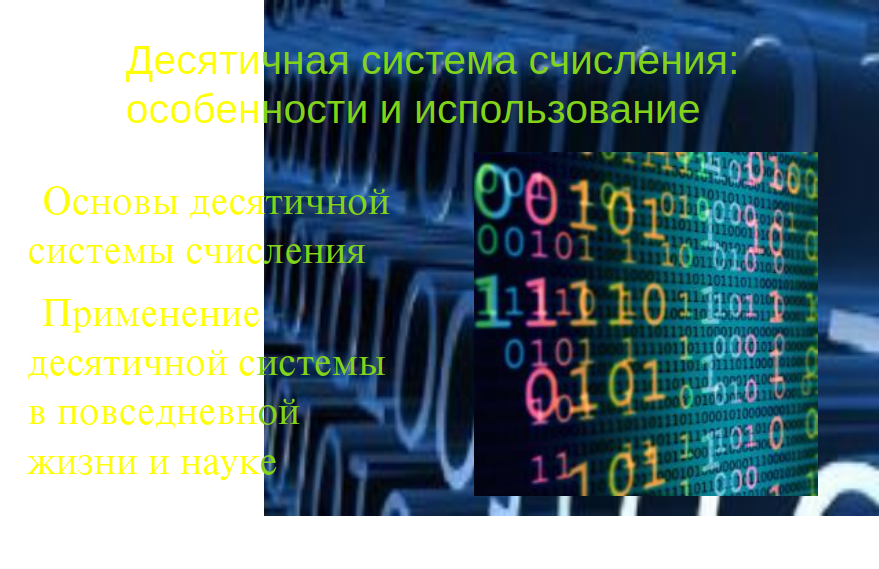 Десятичная система счисления:
особенности и использование
Основы десятичной
системы счисления
Применение
десятичной системы
в повседневной
жизни и науке